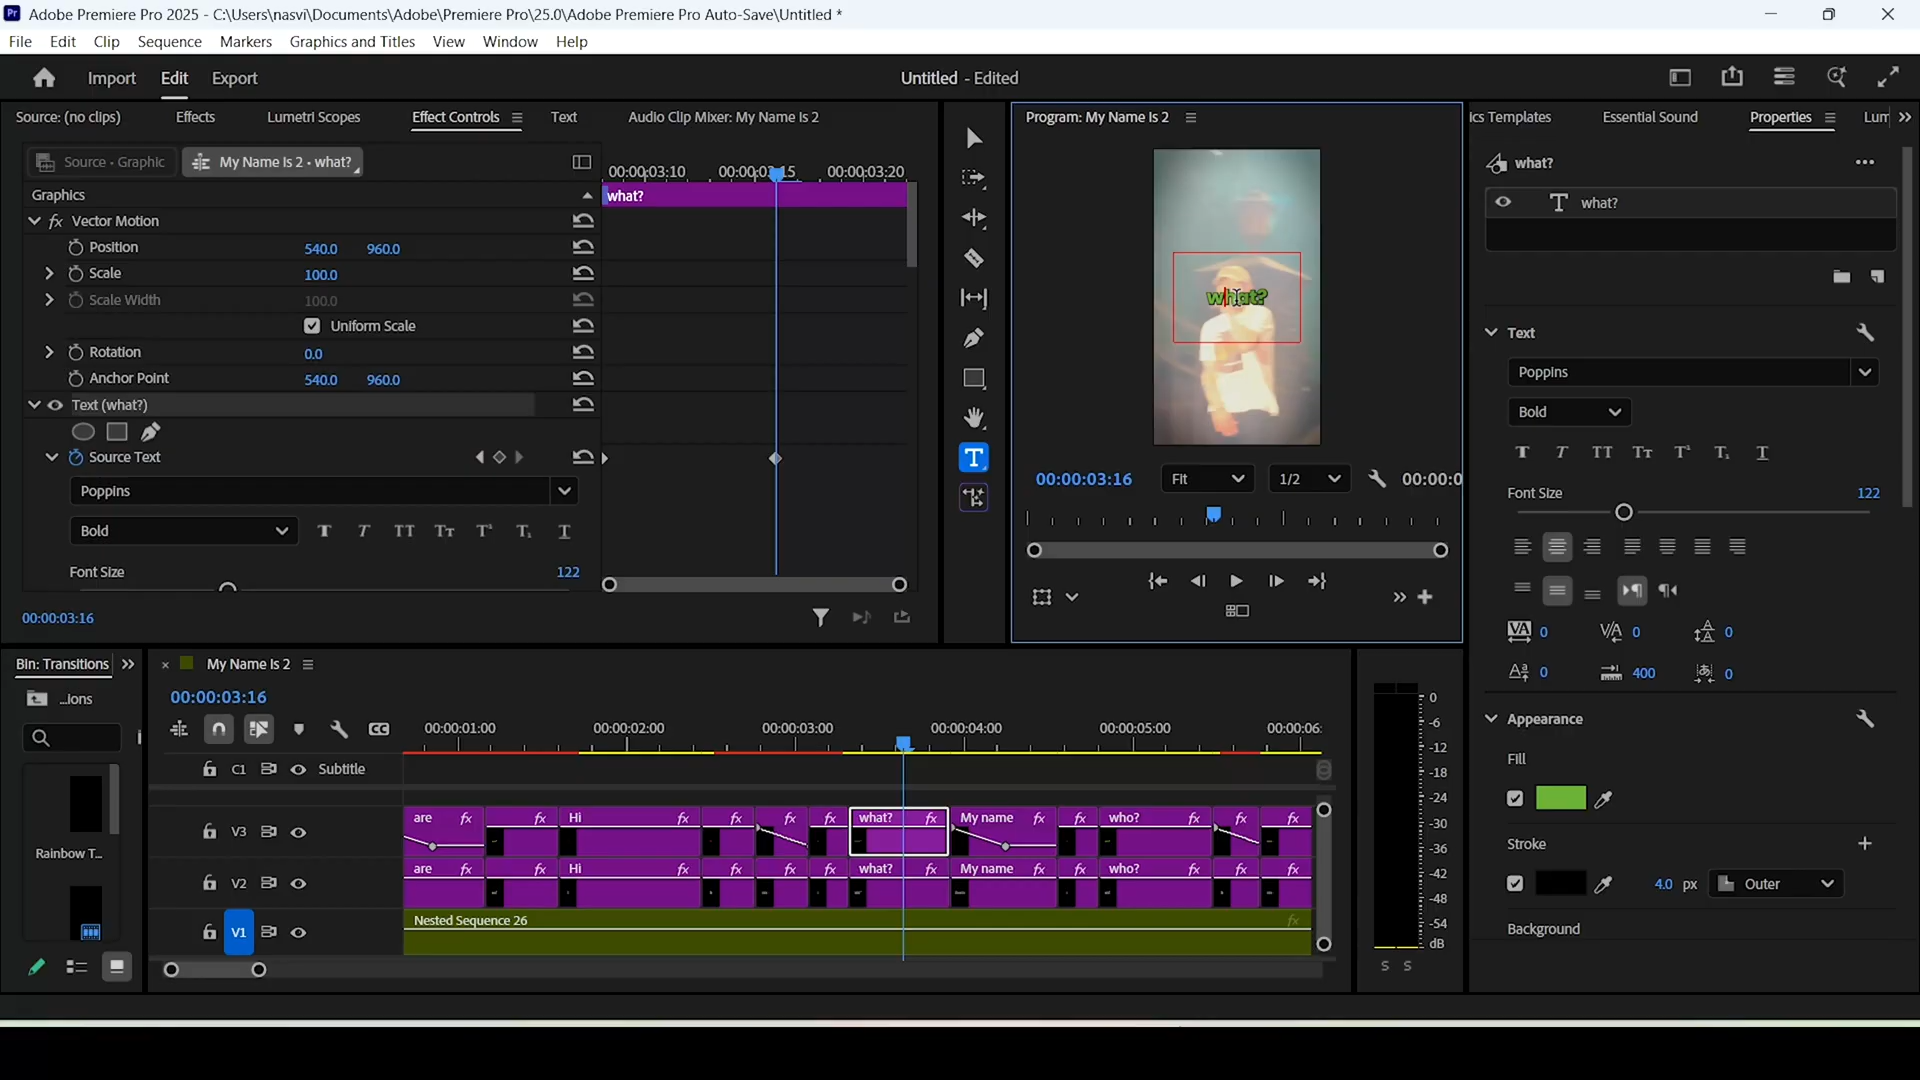 Adobe Premiere Pro 2025 - C:\Users\nasvi\Documents\Adobe\Premiere Pro\25.0\Adobe Premiere Pro Auto-Save\Untitled *
File Edit Clip Sequence Markers Graphics and Titles View Window Help
Import Edit Export
Untitled - Edited
Source: (no clips) Effects Lumetri Scopes Effect Controls Text Audio Clip Mixer: My Name Is 2
Source • Graphic My Name Is 2 • what?
00:00:03:10 00:00:03:15 00:00:03:20
Graphics
what?
fx Vector Motion
Position 540.0 960.0
Scale 100.0
Scale Width 100.0
Uniform Scale
Rotation 0.0
Anchor Point 540.0 960.0
Text (what?)
Source Text
Poppins
Bold T T TT Tт T¹ T₁ T
Font Size 122
00:00:03:16
Program: My Name Is 2
what?
00:00:03:16 Fit 1/2 00:00:0
ics Templates Essential Sound Properties Lum
what?
T what?
Text
Poppins
Bold
T T TT Tт T¹ T₁ T
Font Size 122
0 0 0
0 400 0
Appearance
Fill
Stroke
4.0 px Outer
Background
Bin: Transitions
...ions
Rainbow T...
My Name Is 2
00:00:03:16
00:00:01:00 00:00:02:00 00:00:03:00 00:00:04:00 00:00:05:00 00:00:06:
C1 Subtitle
V3 are fx fx Hi fx fx fx fx what? fx My name fx fx who? fx fx fx
V2 are fx fx Hi fx fx fx fx what? fx My name fx fx who? fx fx fx
V1 Nested Sequence 26 fx
0
-6
-12
-18
-24
-30
-36
-42
-48
-54
dB
S S